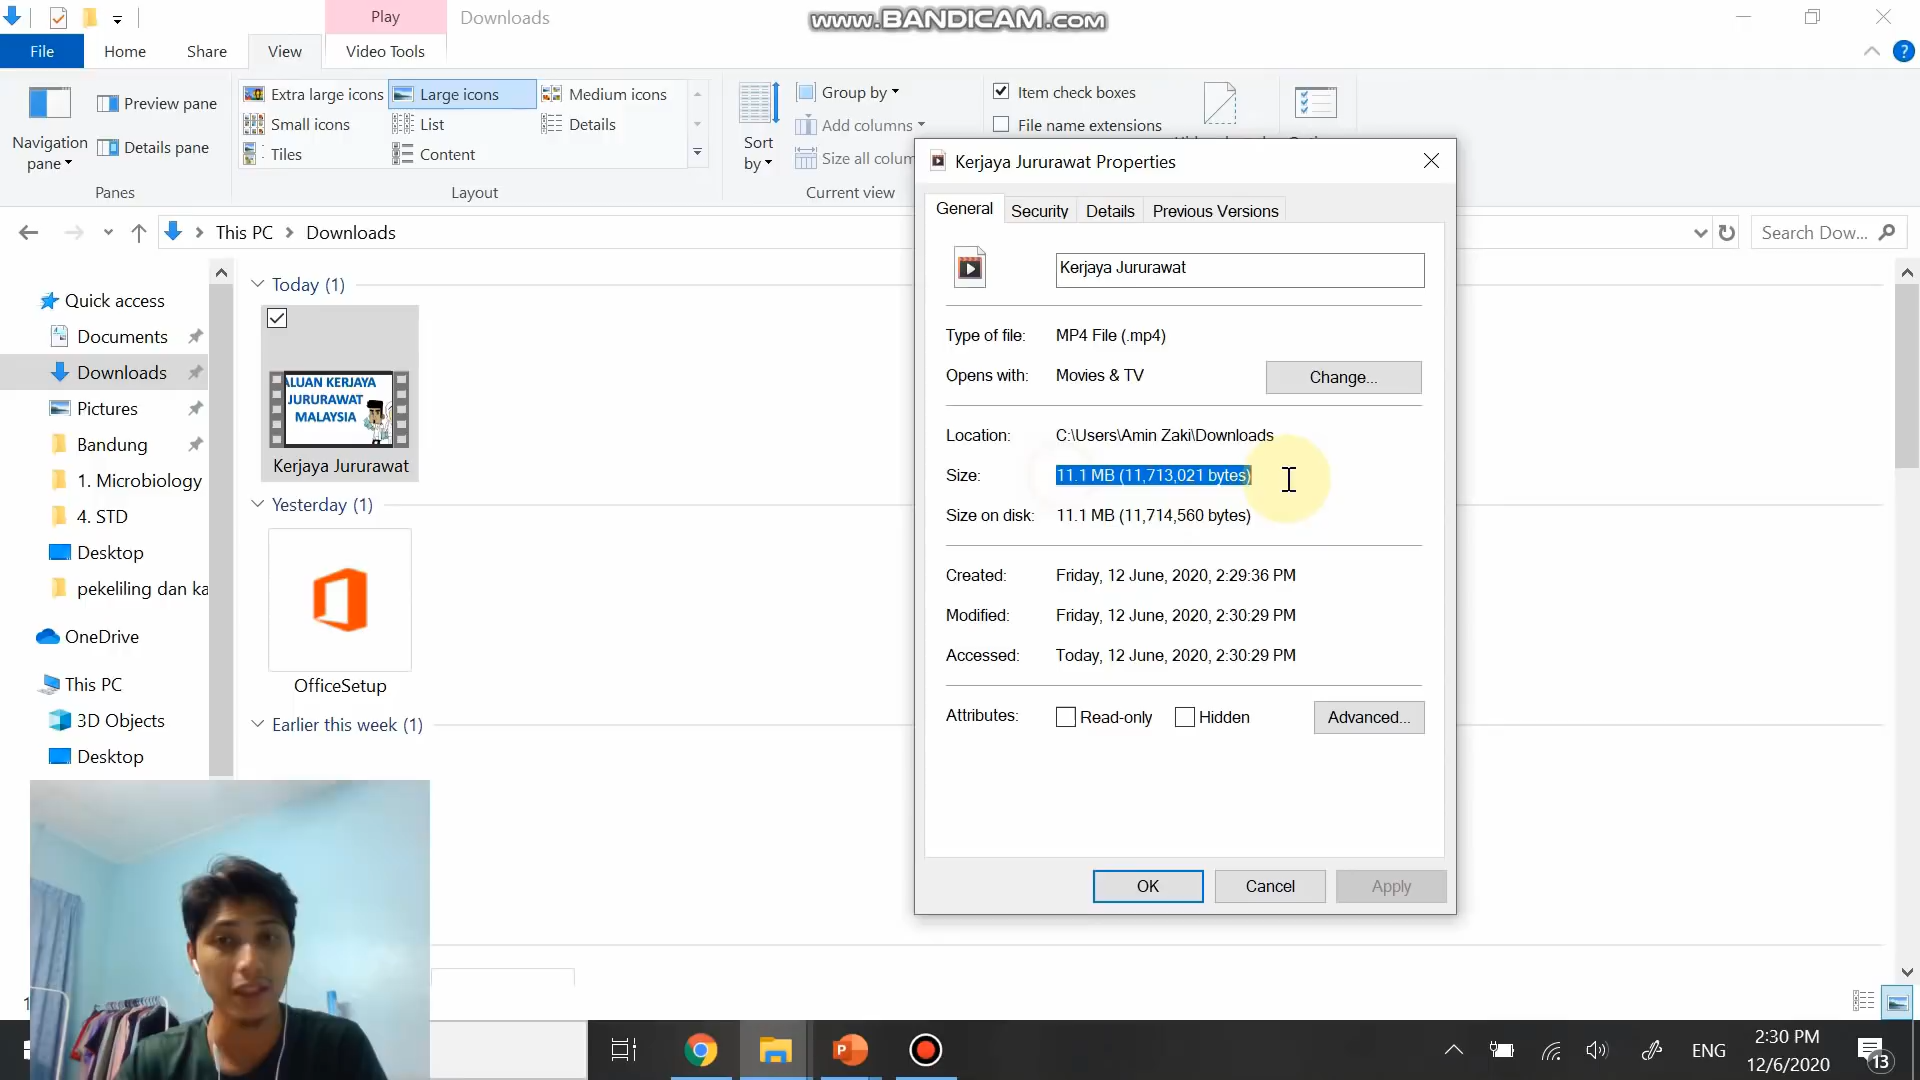 Play
Downloads
www.BANDICAM.com
File
Home
Share
View
Video Tools
Navigation
pane
Preview pane
Details pane
Panes
Extra large icons
Large icons
Medium icons
Small icons
List
Details
Tiles
Content
Layout
Sort
by
Group by
Add columns
Size all colum
Current view
Item check boxes
File name extensions
This PC
Downloads
Search Dow...
Quick access
Documents
Downloads
Pictures
Bandung
1. Microbiology
4. STD
Desktop
pekeliling dan ka
OneDrive
This PC
3D Objects
Desktop
Today (1)
ALUAN KERJAYA
JURURAWAT
MALAYSIA
Kerjaya Jururawat
Yesterday (1)
OfficeSetup
Earlier this week (1)
Kerjaya Jururawat Properties
General
Security
Details
Previous Versions
Kerjaya Jururawat
Type of file: MP4 File (.mp4)
Opens with: Movies & TV
Change...
Location: C:\Users\Amin Zaki\Downloads
Size: 11.1 MB (11,713,021 bytes)
Size on disk: 11.1 MB (11,714,560 bytes)
Created: Friday, 12 June, 2020, 2:29:36 PM
Modified: Friday, 12 June, 2020, 2:30:29 PM
Accessed: Today, 12 June, 2020, 2:30:29 PM
Attributes: Read-only Hidden
Advanced...
OK
Cancel
Apply
ENG
2:30 PM
12/6/2020
13